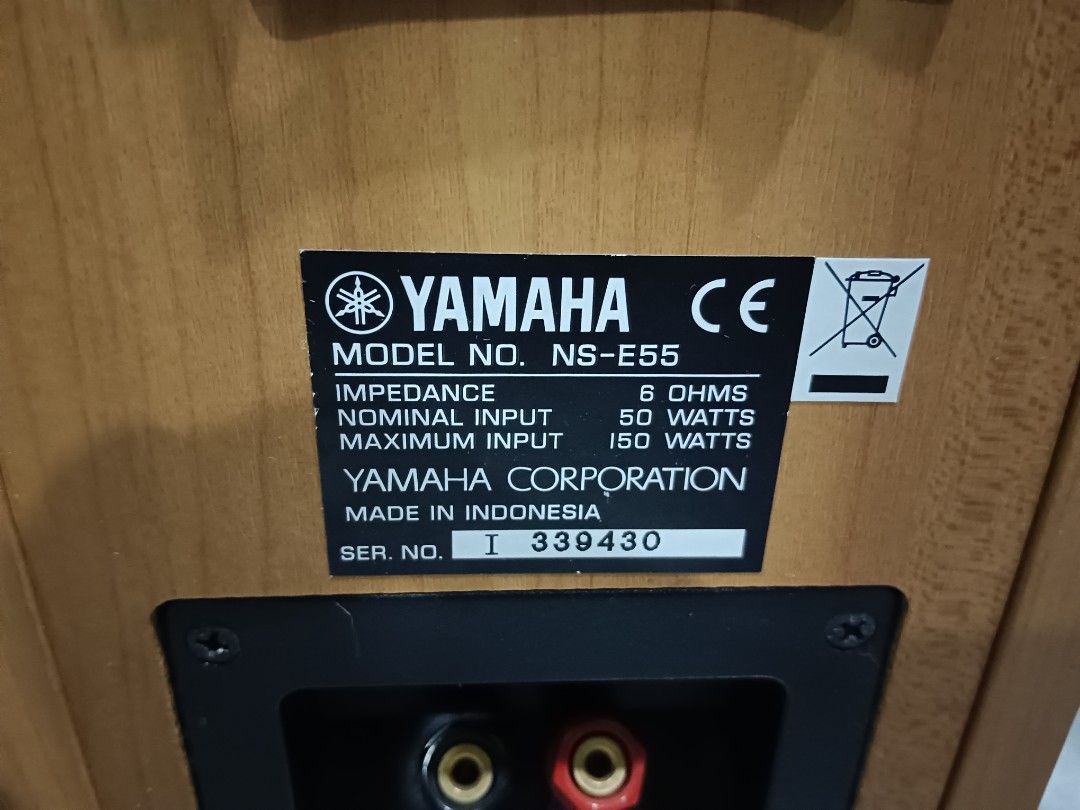 YAMAHA CE
MODEL NO. NS-E55
IMPEDANCE 6 OHMS
NOMINAL INPUT 50 WATTS
MAXIMUM INPUT 150 WATTS
YAMAHA CORPORATION
MADE IN INDONESIA
SER. NO. I 339430